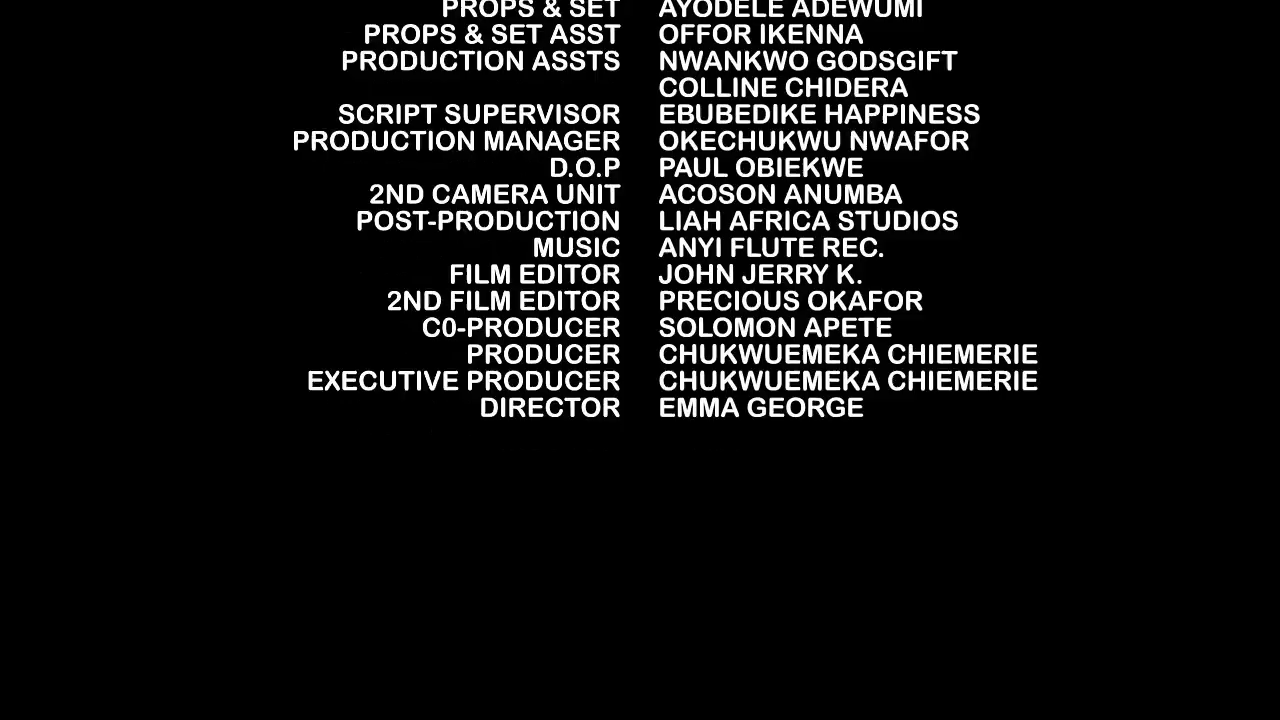 PROPS & SET AYODELE ADEWUMI
PROPS & SET ASST OFFOR IKENNA
PRODUCTION ASSTS NWANKWO GODSGIFT
COLLINE CHIDERA
SCRIPT SUPERVISOR EBUBEDIKE HAPPINESS
PRODUCTION MANAGER OKECHUKWU NWAFOR
D.O.P PAUL OBIEKWE
2ND CAMERA UNIT ACOSON ANUMBA
POST-PRODUCTION LIAH AFRICA STUDIOS
MUSIC ANYI FLUTE REC.
FILM EDITOR JOHN JERRY K.
2ND FILM EDITOR PRECIOUS OKAFOR
C0-PRODUCER SOLOMON APETE
PRODUCER CHUKWUEMEKA CHIEMERIE
EXECUTIVE PRODUCER CHUKWUEMEKA CHIEMERIE
DIRECTOR EMMA GEORGE